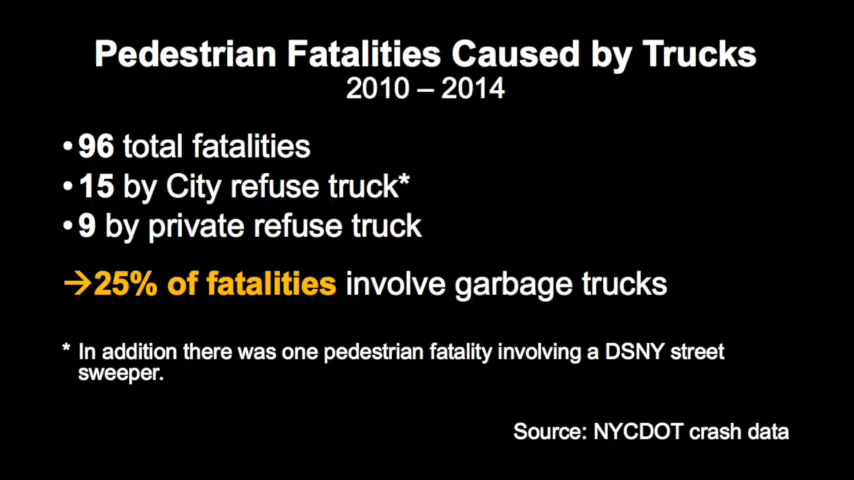 Pedestrian Fatalities Caused by Trucks
2010 – 2014
• 96 total fatalities
• 15 by City refuse truck*
• 9 by private refuse truck
→25% of fatalities involve garbage trucks
* In addition there was one pedestrian fatality involving a DSNY street
sweeper.
Source: NYCDOT crash data